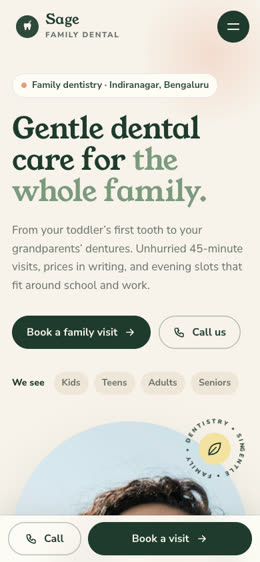 Sage
FAMILY DENTAL
Family dentistry · Indiranagar, Bengaluru
Gentle dental
care for the
whole family.
From your toddler's first tooth to your
grandparents' dentures. Unhurried 45-minute
visits, prices in writing, and evening slots that
fit around school and work.
Book a family visit →
Call us
We see
Kids
Teens
Adults
Seniors
GENTLE • FAMILY • DENTISTRY • SIN
Call
Book a visit →